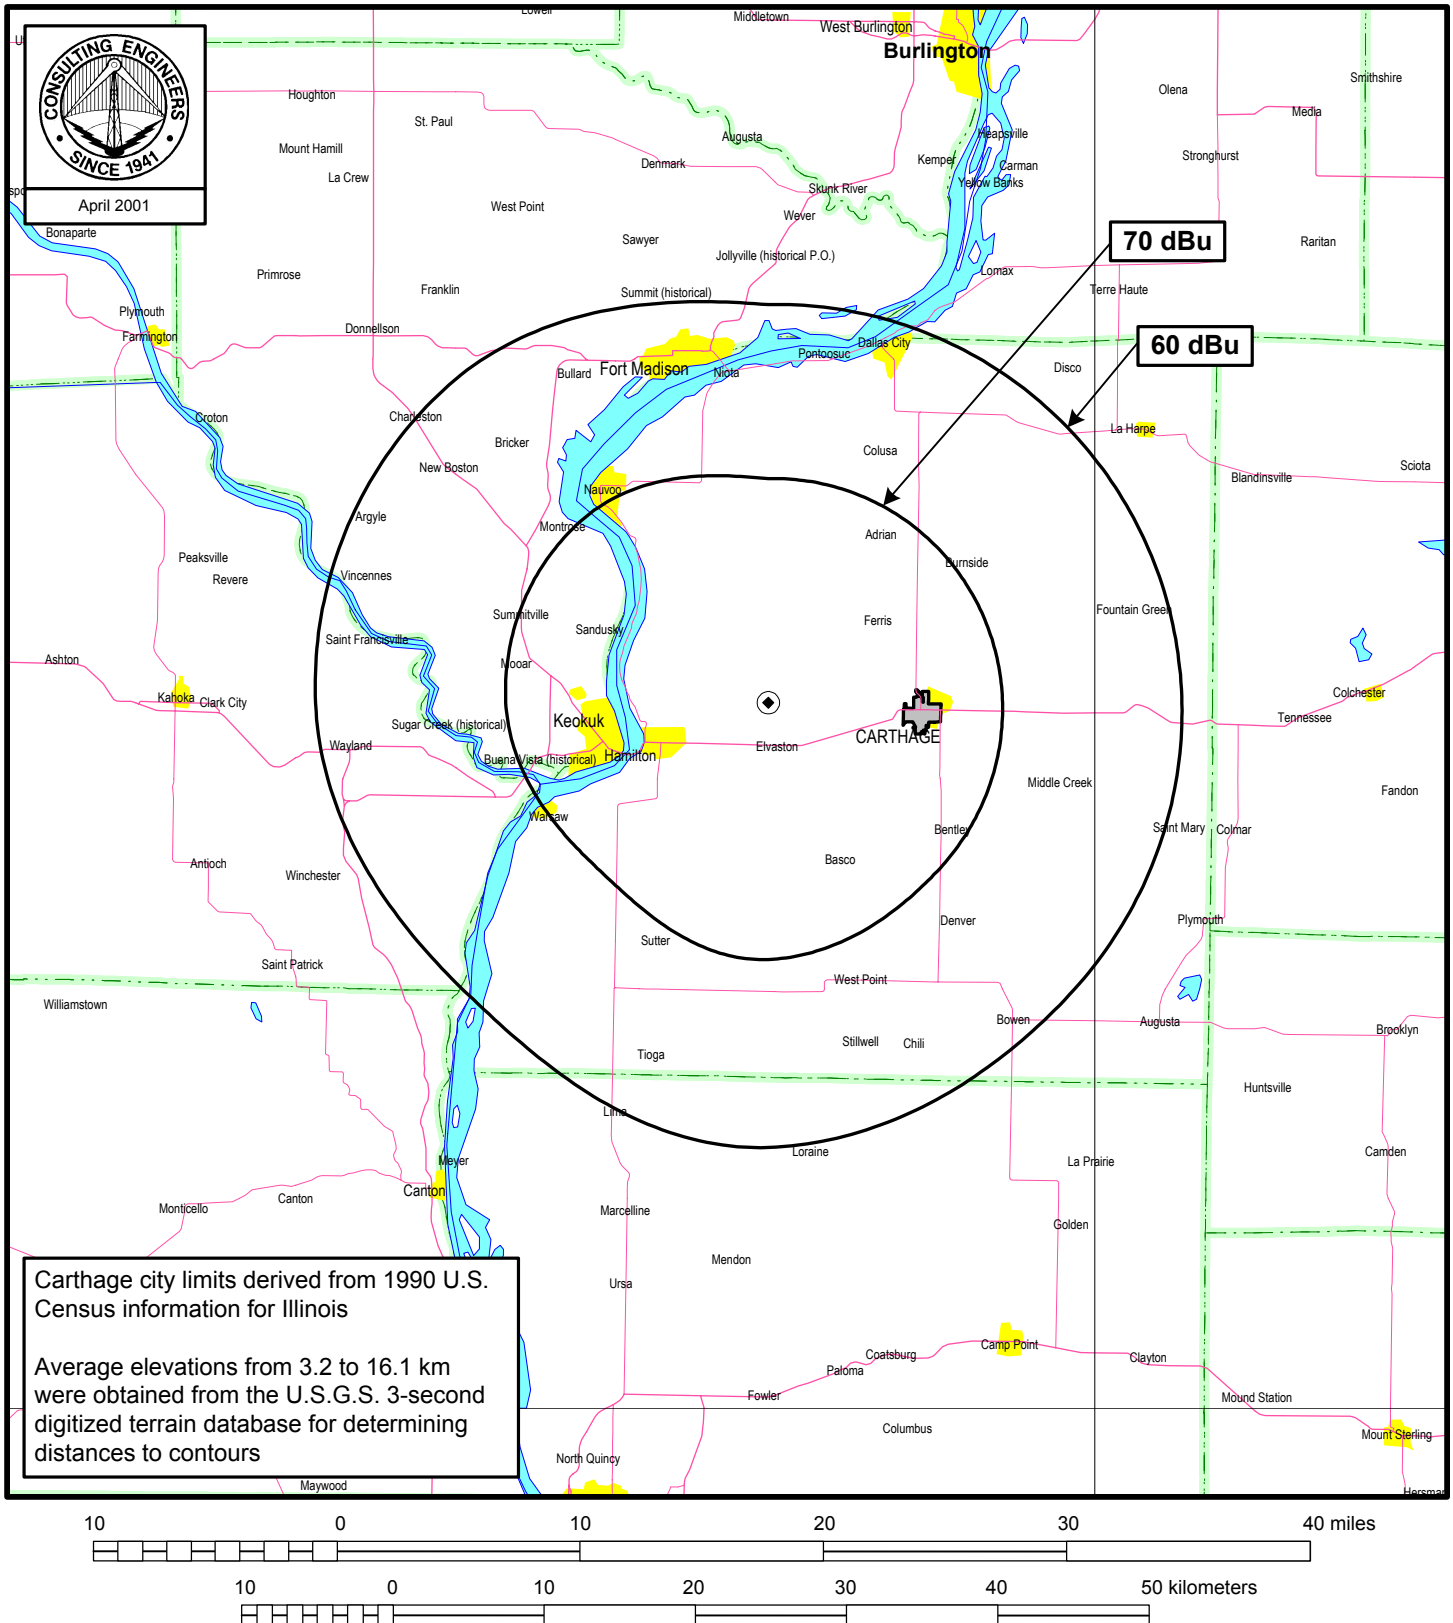 Lowell
Middletown
West Burlington
Burlington
CONSULTING ENGINEERS
• SINCE 1941 •
April 2001
Smithshire
Olena
Media
Houghton
St. Paul
Augusta
Heapsville
Mount Hamill
Denmark
Kemper
Carman
Stronghurst
La Crew
Skunk River
Yellow Banks
West Point
Wever
Bonaparte
Sawyer
70 dBu
Raritan
Jollyville (historical P.O.)
Primrose
Franklin
Summit (historical)
Lomax
Terre Haute
Plymouth
Farmington
Donnellson
Pontoosuc
Dallas City
60 dBu
Bullard
Fort Madison
Niota
Disco
Croton
Charleston
Bricker
La Harpe
New Boston
Colusa
Sciota
Blandinsville
Nauvoo
Argyle
Montrose
Adrian
Peaksville
Burnside
Revere
Vincennes
Summitville
Fountain Green
Sandusky
Ferris
Saint Francisville
Ashton
Mooar
Kahoka
Clark City
Colchester
Keokuk
Tennessee
Sugar Creek (historical)
CARTHAGE
Wayland
Elvaston
Buena Vista (historical)
Hamilton
Middle Creek
Fandon
Warsaw
Saint Mary
Colmar
Bentley
Antioch
Basco
Winchester
Plymouth
Denver
Sutter
Saint Patrick
West Point
Williamstown
Bowen
Augusta
Brooklyn
Stillwell
Chili
Tioga
Huntsville
Lima
Loraine
Camden
Meyer
La Prairie
Canton
Canton
Monticello
Marcelline
Golden
Mendon
Ursa
Carthage city limits derived from 1990 U.S.
Census information for Illinois
Average elevations from 3.2 to 16.1 km
were obtained from the U.S.G.S. 3-second
digitized terrain database for determining
distances to contours
Camp Point
Coatsburg
Clayton
Paloma
Fowler
Mound Station
Columbus
Mount Sterling
North Quincy
Maywood
10 0 10 20 30 40 miles
10 0 10 20 30 40 50 kilometers